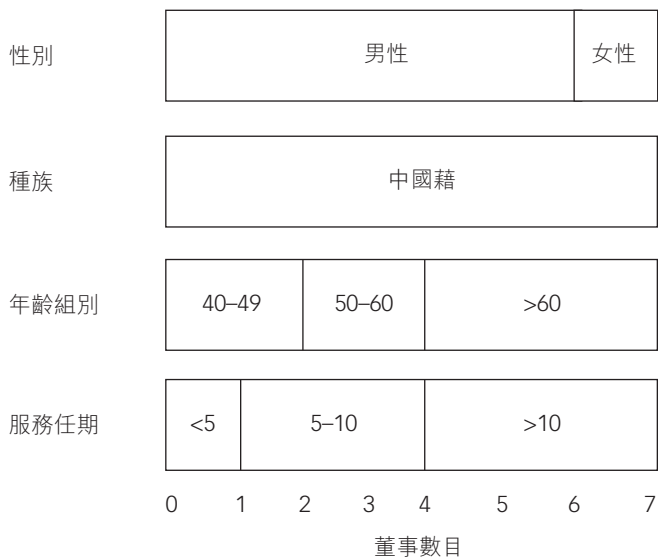 性別 男性 女性
種族 中國藉
年齡組別 40–49 50–60 >60
服務任期 <5 5–10 >10
0 1 2 3 4 5 6 7
董事數目